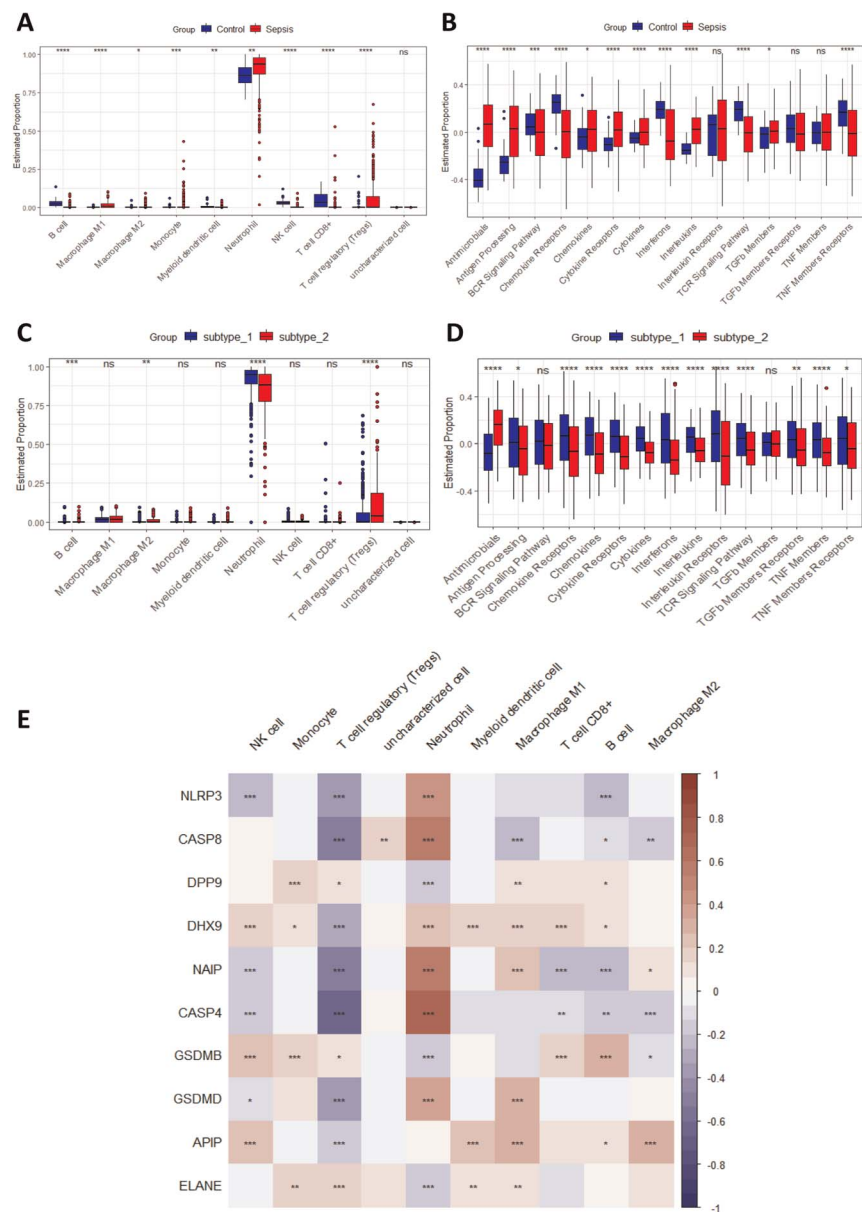 A
Group Control Sepsis
**** **** * *** ** ** **** **** **** ns
1.00
0.75
0.50
0.25
0.00
Estimated Proportion
B cell
Macrophage M1
Macrophage M2
Monocyte
Myeloid dendritic cell
Neutrophil
NK cell
T cell CD8+
T cell regulatory (Tregs)
uncharacterized cell
B
Group Control Sepsis
**** **** *** **** * **** **** **** **** ns **** * ns ns ****
0.4
0.0
-0.4
Estimated Proportion
Antimicrobials
Antigen Processing
BCR Signaling Pathway
Chemokine Receptors
Chemokines
Cytokine Receptors
Cytokines
Interferons
Interleukins
Interleukin Receptors
TCR Signaling Pathway
TGFb Members
TGFb Members Receptors
TNF Members
TNF Members Receptors
C
Group subtype_1 subtype_2
*** ns ** ns ns **** ns ns **** ns
1.00
0.75
0.50
0.25
0.00
Estimated Proportion
B cell
Macrophage M1
Macrophage M2
Monocyte
Myeloid dendritic cell
Neutrophil
NK cell
T cell CD8+
T cell regulatory (Tregs)
uncharacterized cell
D
Group subtype_1 subtype_2
**** * ns **** **** **** **** **** **** **** **** ns ** **** *
0.4
0.0
-0.4
Estimated Proportion
Antimicrobials
Antigen Processing
BCR Signaling Pathway
Chemokine Receptors
Chemokines
Cytokine Receptors
Cytokines
Interferons
Interleukins
Interleukin Receptors
TCR Signaling Pathway
TGFb Members
TGFb Members Receptors
TNF Members
TNF Members Receptors
E
NK cell
Monocyte
T cell regulatory (Tregs)
uncharacterized cell
Neutrophil
Myeloid dendritic cell
Macrophage M1
T cell CD8+
B cell
Macrophage M2
NLRP3 *** *** *** ***
CASP8 *** ** *** *** * **
DPP9 *** * *** ** *
DHX9 *** * *** *** *** *** *** *
NAIP *** *** *** *** *** *** *
CASP4 *** *** *** ** ** ***
GSDMB *** *** * *** *** *** *
GSDMD * *** *** ***
APIP *** *** *** *** * ***
ELANE ** *** *** ** **
1
0.8
0.6
0.4
0.2
0
-0.2
-0.4
-0.6
-0.8
-1